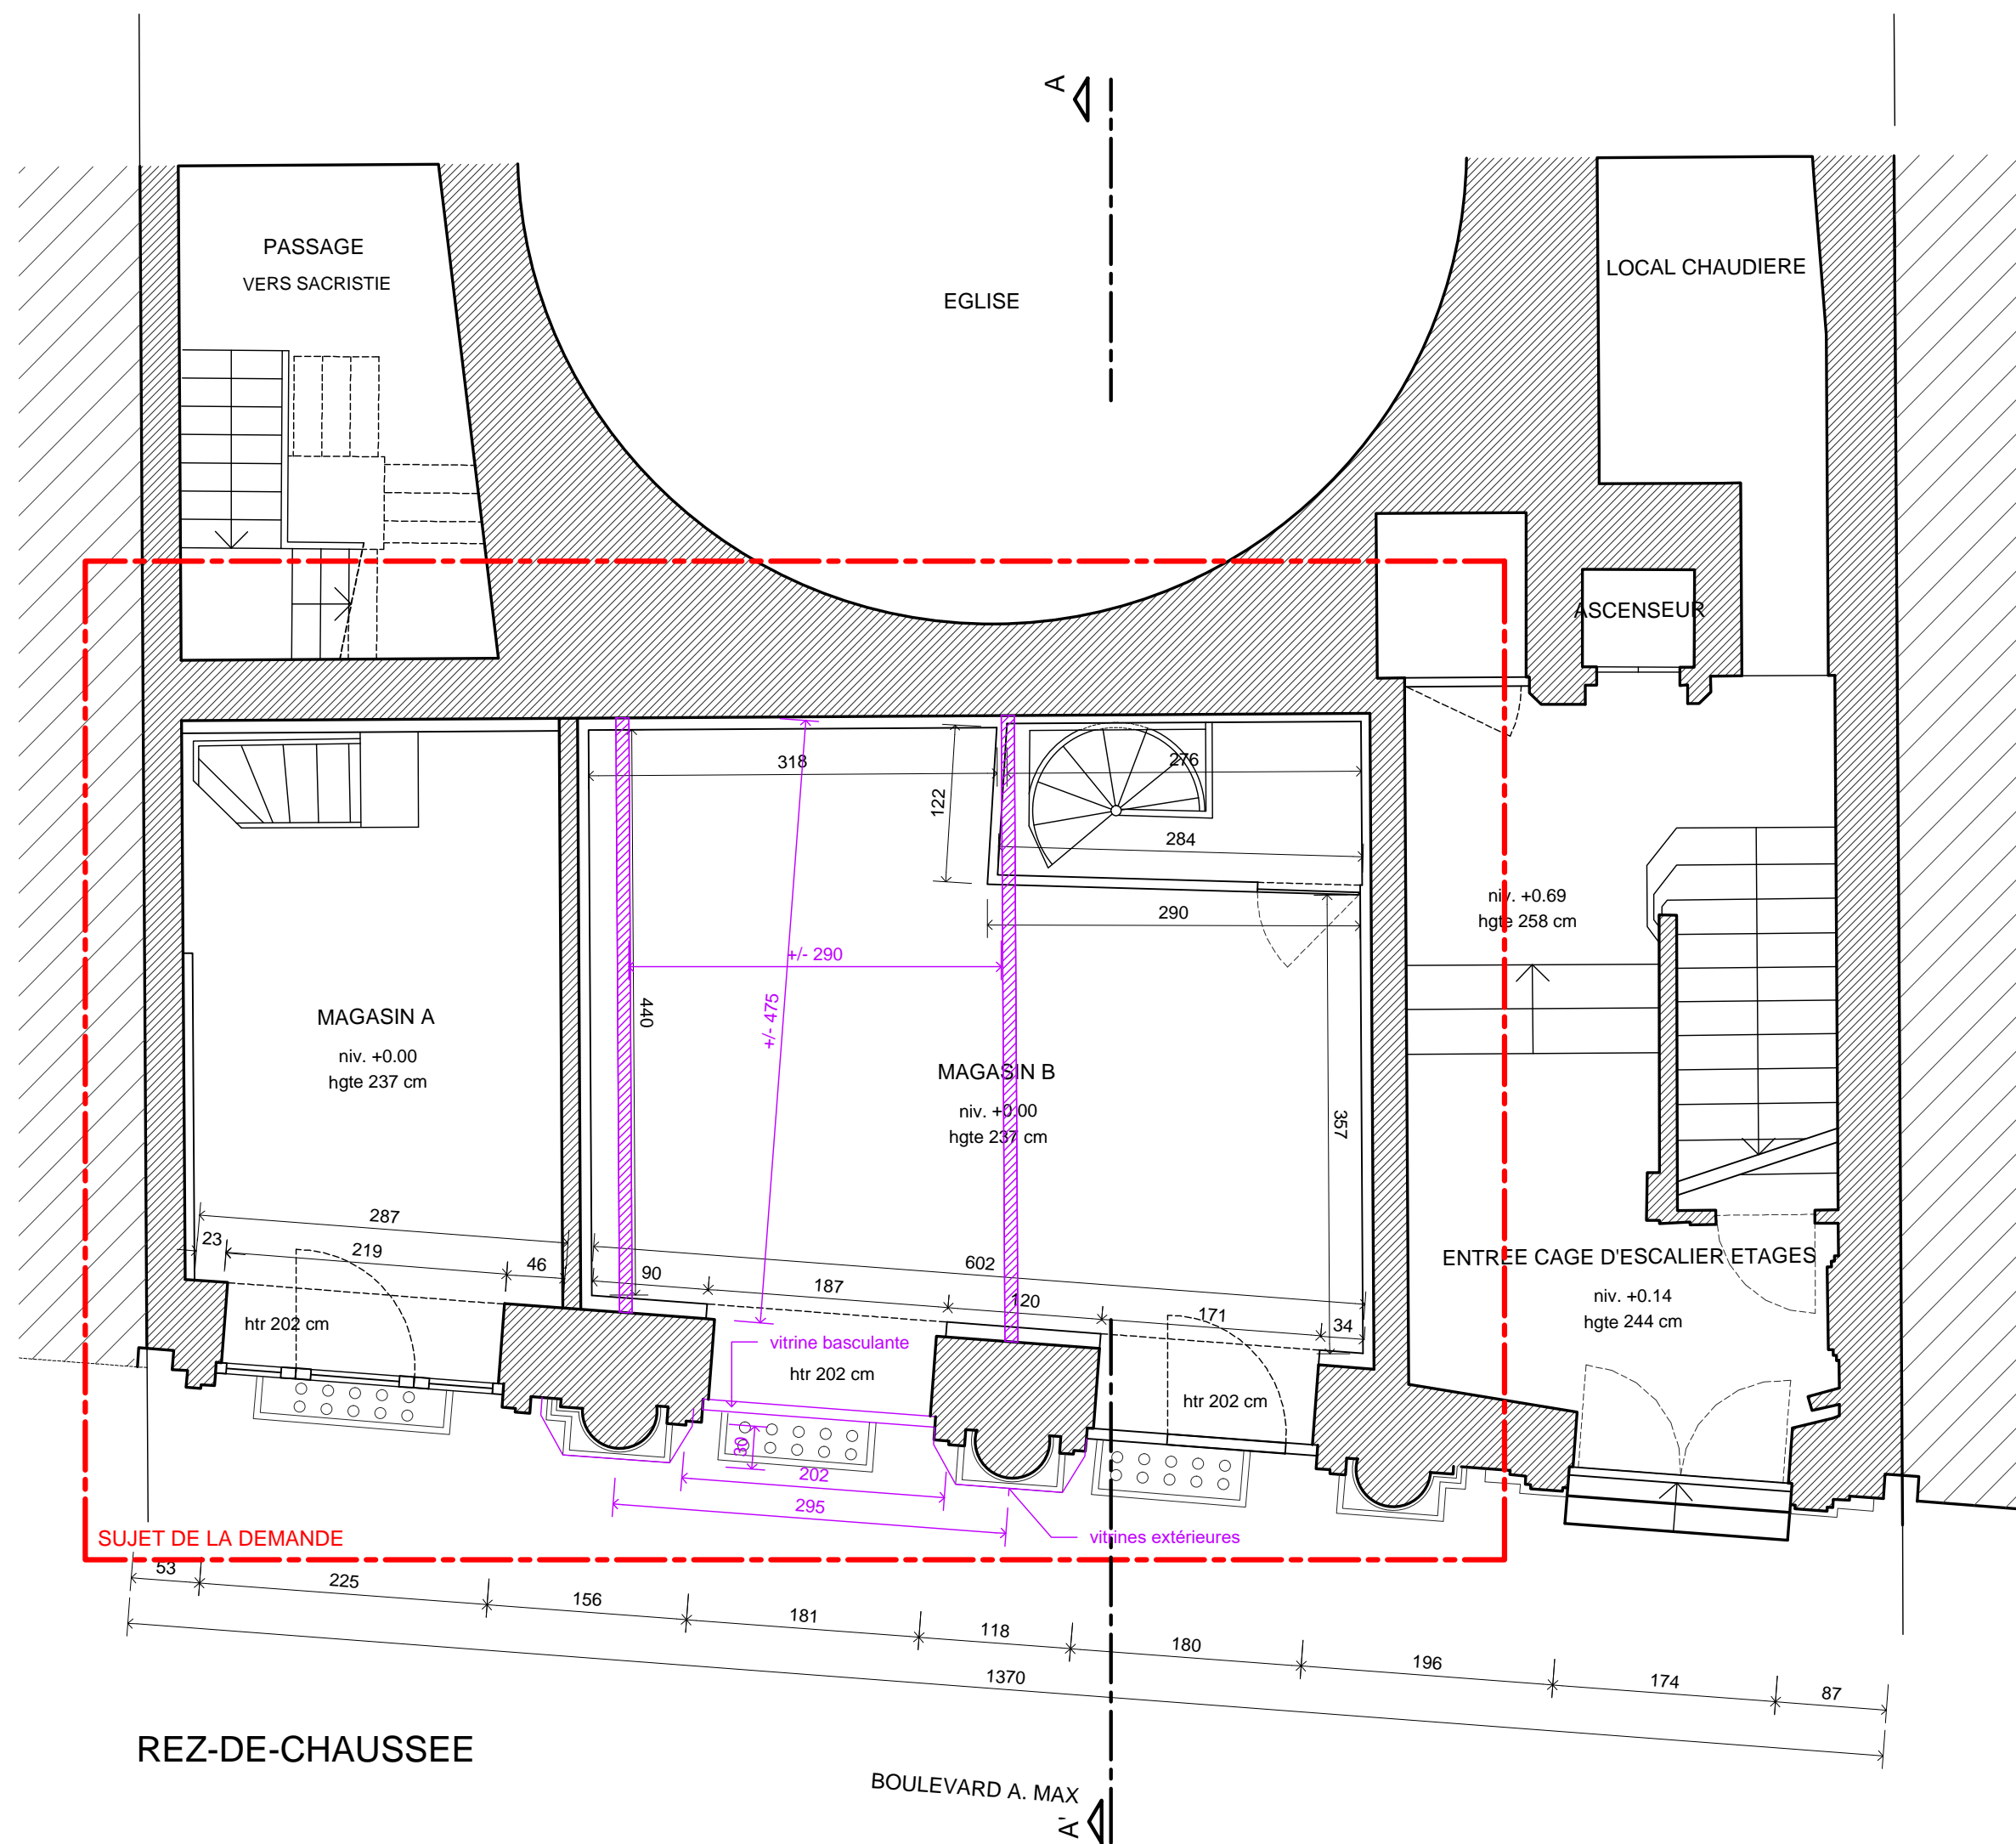 A
PASSAGE
VERS SACRISTIE
EGLISE
LOCAL CHAUDIERE
ASCENSEUR
318
276
122
284
290
+/- 290
+/- 475
440
357
niv. +0.69
hgte 258 cm
MAGASIN A
niv. +0.00
hgte 237 cm
MAGASIN B
niv. +0.00
hgte 237 cm
287
23
219
46
602
90
187
120
171
34
ENTREE CAGE D'ESCALIER ETAGES
niv. +0.14
hgte 244 cm
htr 202 cm
vitrine basculante
htr 202 cm
htr 202 cm
30
202
295
vitrines extérieures
SUJET DE LA DEMANDE
53
225
156
181
118
180
196
174
87
1370
REZ-DE-CHAUSSEE
BOULEVARD A. MAX
A'